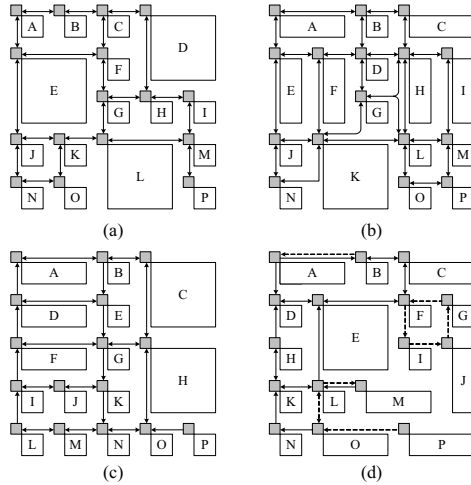 A B C D
E F
G H I
J K L M
N O P
(a)
A B C
D
E F G H I
J K L M
N O P
(b)
A B C
D E
F G H
I J K
L M N O P
(c)
A B C
D E F G
H I J
K L M
N O P
(d)